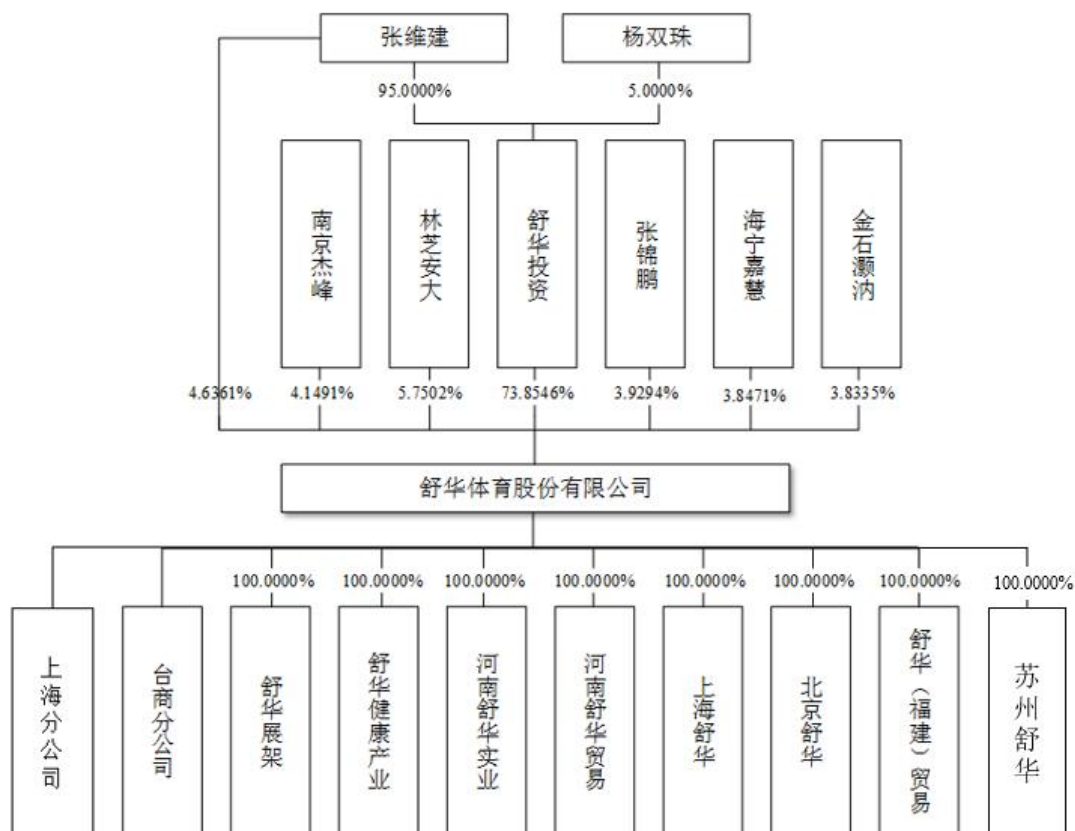 张维建
杨双珠
95.0000%
5.0000%
南京杰峰
林芝安大
舒华投资
张锦鹏
海宁嘉慧
金石灏汭
4.6361%
4.1491%
5.7502%
73.8546%
3.9294%
3.8471%
3.8335%
舒华体育股份有限公司
100.0000%
100.0000%
100.0000%
100.0000%
100.0000%
100.0000%
100.0000%
100.0000%
上海分公司
台商分公司
舒华展架
舒华健康产业
河南舒华实业
河南舒华贸易
上海舒华
北京舒华
舒华（福建）贸易
苏州舒华